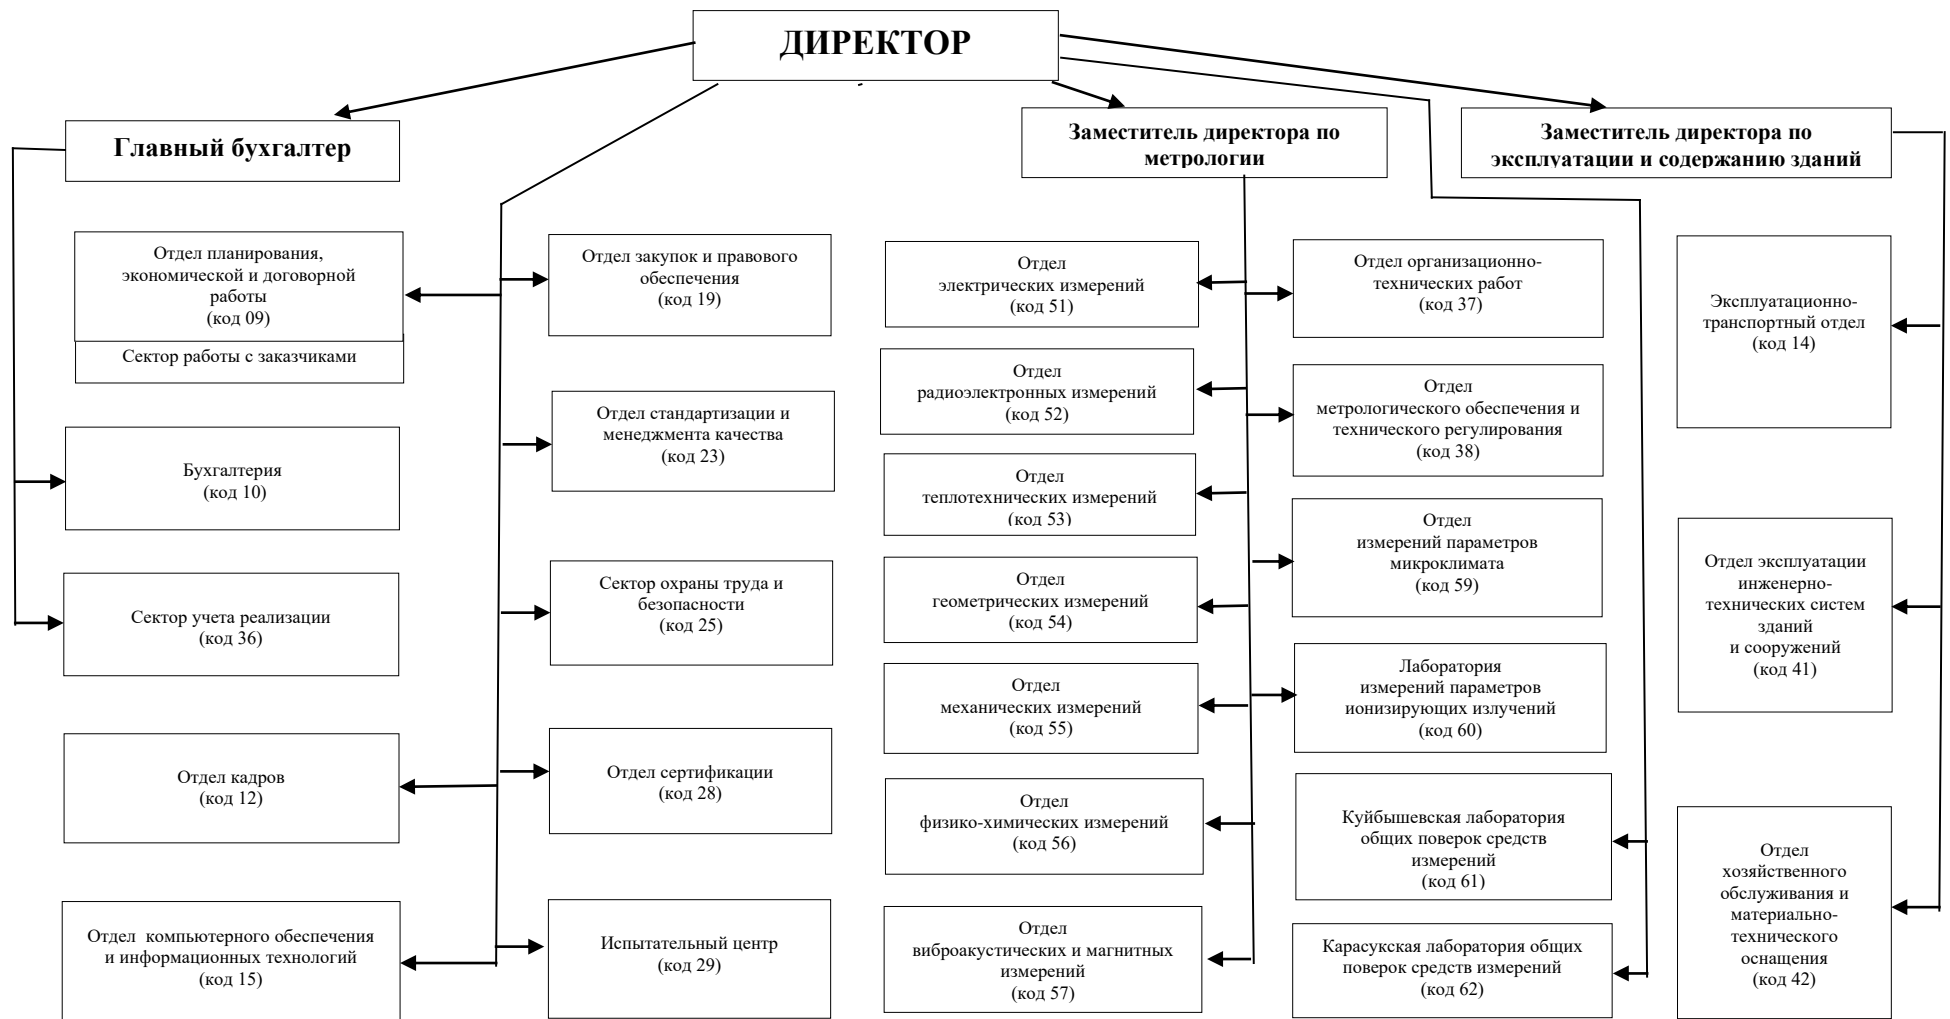 ДИРЕКТОР
Главный бухгалтер
Заместитель директора по
метрологии
Заместитель директора по
эксплуатации и содержанию зданий
Отдел планирования,
экономической и договорной
работы
(код 09)
Сектор работы с заказчиками
Бухгалтерия
(код 10)
Сектор учета реализации
(код 36)
Отдел кадров
(код 12)
Отдел компьютерного обеспечения
и информационных технологий
(код 15)
Отдел закупок и правового
обеспечения
(код 19)
Отдел стандартизации и
менеджмента качества
(код 23)
Сектор охраны труда и
безопасности
(код 25)
Отдел сертификации
(код 28)
Испытательный центр
(код 29)
Отдел
электрических измерений
(код 51)
Отдел
радиоэлектронных измерений
(код 52)
Отдел
теплотехнических измерений
(код 53)
Отдел
геометрических измерений
(код 54)
Отдел
механических измерений
(код 55)
Отдел
физико-химических измерений
(код 56)
Отдел
виброакустических и магнитных
измерений
(код 57)
Отдел организационно-
технических работ
(код 37)
Отдел
метрологического обеспечения и
технического регулирования
(код 38)
Отдел
измерений параметров
микроклимата
(код 59)
Лаборатория
измерений параметров
ионизирующих излучений
(код 60)
Куйбышевская лаборатория
общих поверок средств
измерений
(код 61)
Карасукская лаборатория общих
поверок средств измерений
(код 62)
Эксплуатационно-
транспортный отдел
(код 14)
Отдел эксплуатации
инженерно-
технических систем
зданий
и сооружений
(код 41)
Отдел
хозяйственного
обслуживания и
материально-
технического
оснащения
(код 42)